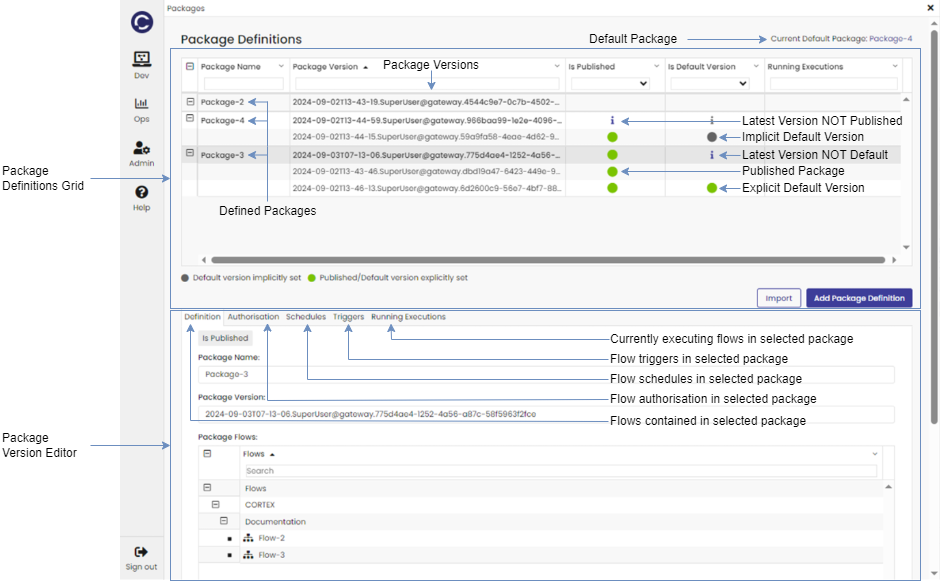 Packages
Package Definitions
Default Package
Current Default Package: Package-4
Package Name
Package Version
Package Versions
Is Published
Is Default Version
Running Executions
Package-2
2024-09-02T13-43-19.SuperUser@gateway.4544c9e7-0c7b-4502-...
Package-4
2024-09-02T13-44-59.SuperUser@gateway.966baa99-1e2e-4096-...
Latest Version NOT Published
2024-09-02T13-44-15.SuperUser@gateway.59a9fa58-4eae-4d62-9...
Implicit Default Version
Package-3
2024-09-03T07-13-06.SuperUser@gateway.775d4ae4-1252-4a56-...
Latest Version NOT Default
2024-09-02T13-43-46.SuperUser@gateway.dbd19a47-6423-449e-9...
Published Package
2024-09-02T13-46-13.SuperUser@gateway.6d2600c9-56e7-4bf7-88...
Explicit Default Version
Defined Packages
Default version implicitly set
Published/Default version explicitly set
Import
Add Package Definition
Dev
Ops
Admin
Help
Sign out
Package
Definitions Grid
Package
Version Editor
Definition
Authorisation
Schedules
Triggers
Running Executions
Is Published
Currently executing flows in selected package
Package Name:
Flow triggers in selected package
Package-3
Flow schedules in selected package
Package Version:
Flow authorisation in selected package
2024-09-03T07-13-06.SuperUser@gateway.775d4ae4-1252-4a56-a87c-58f5963f2fce
Flows contained in selected package
Package Flows:
Flows
Search
Flows
CORTEX
Documentation
Flow-2
Flow-3